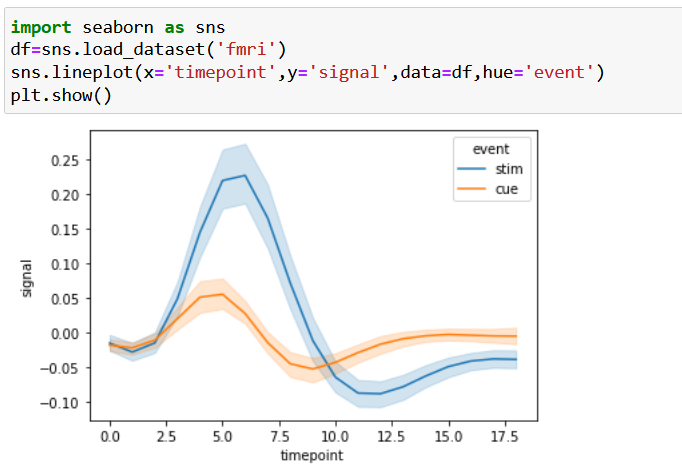 import seaborn as sns
df=sns.load_dataset('fmri')
sns.lineplot(x='timepoint',y='signal',data=df,hue='event')
plt.show()
event
stim
cue
0.25
0.20
0.15
0.10
0.05
0.00
−0.05
−0.10
signal
0.0 2.5 5.0 7.5 10.0 12.5 15.0 17.5
timepoint